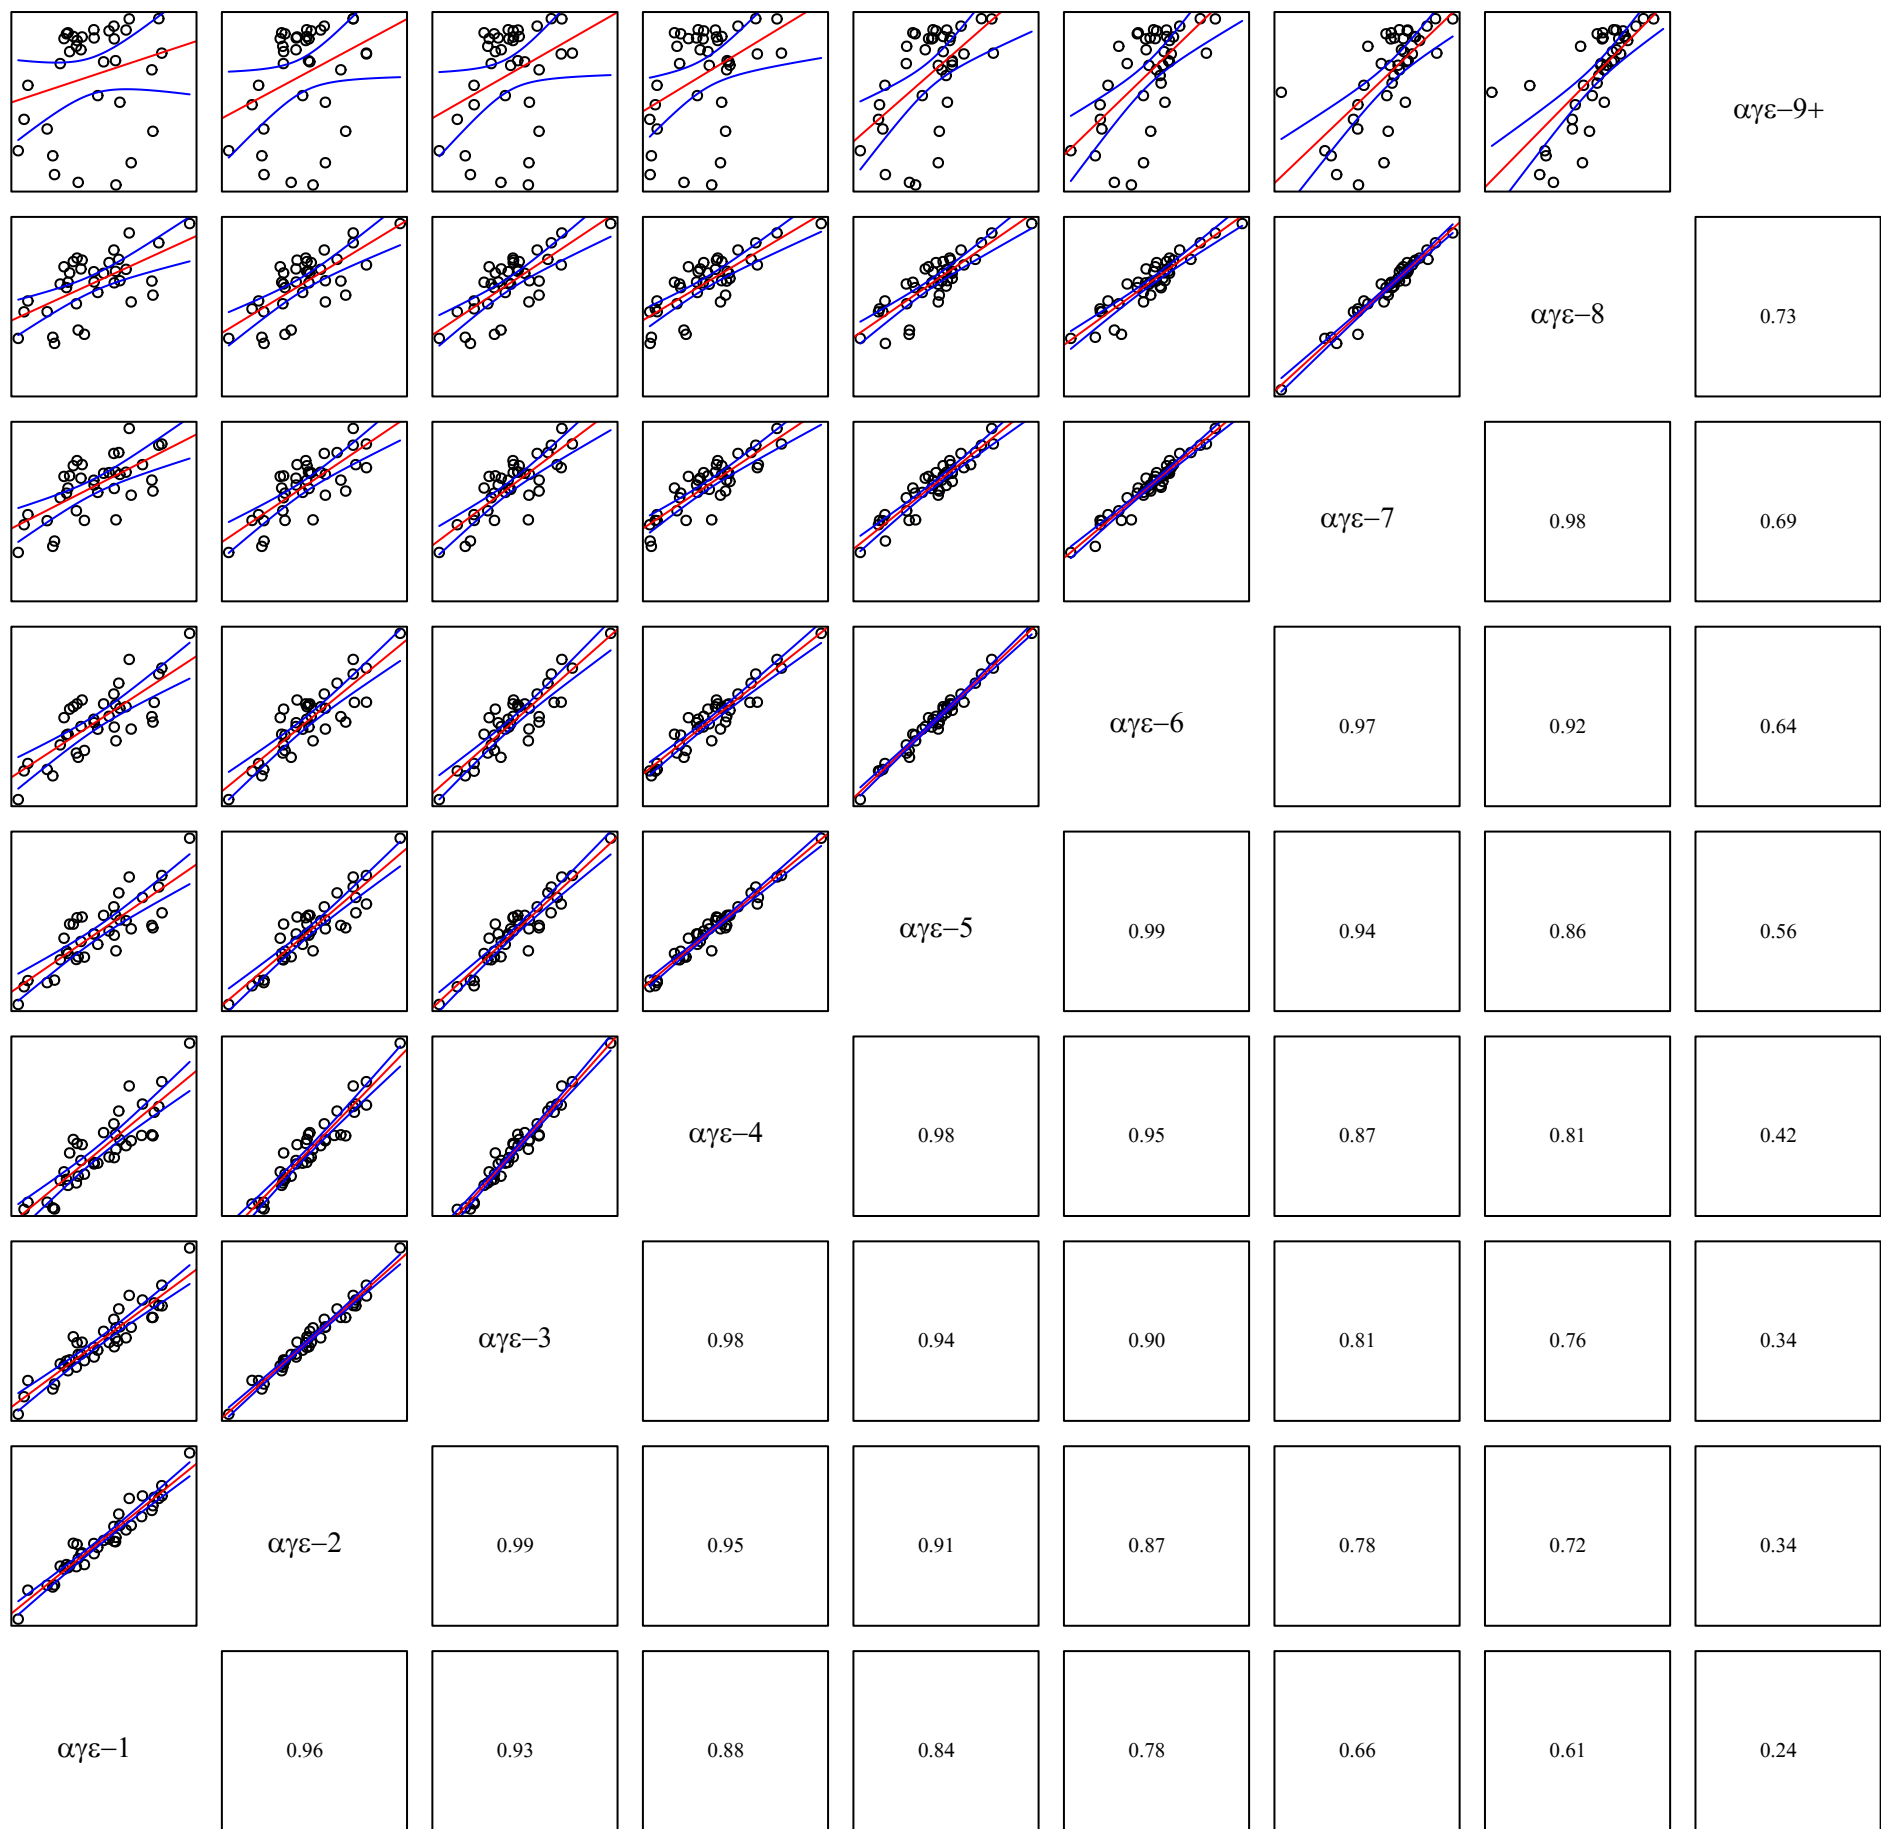 αγε−9+
αγε−8 0.73
αγε−7 0.98 0.69
αγε−6 0.97 0.92 0.64
αγε−5 0.99 0.94 0.86 0.56
αγε−4 0.98 0.95 0.87 0.81 0.42
αγε−3 0.98 0.94 0.90 0.81 0.76 0.34
αγε−2 0.99 0.95 0.91 0.87 0.78 0.72 0.34
αγε−1 0.96 0.93 0.88 0.84 0.78 0.66 0.61 0.24